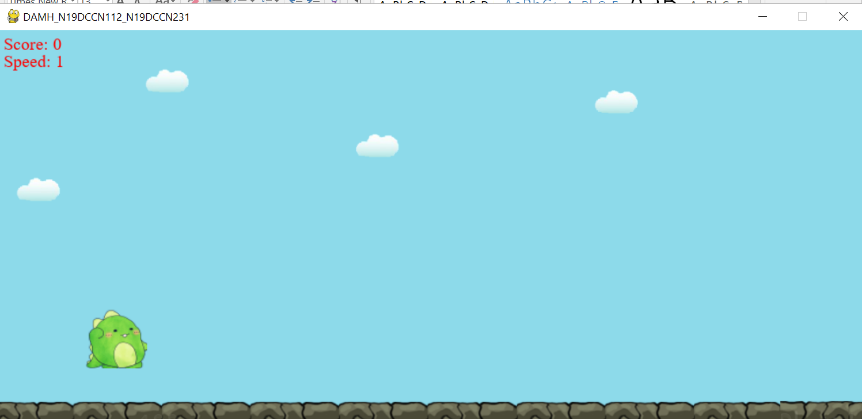 DAMH_N19DCCN112_N19DCCN231
Score: 0
Speed: 1